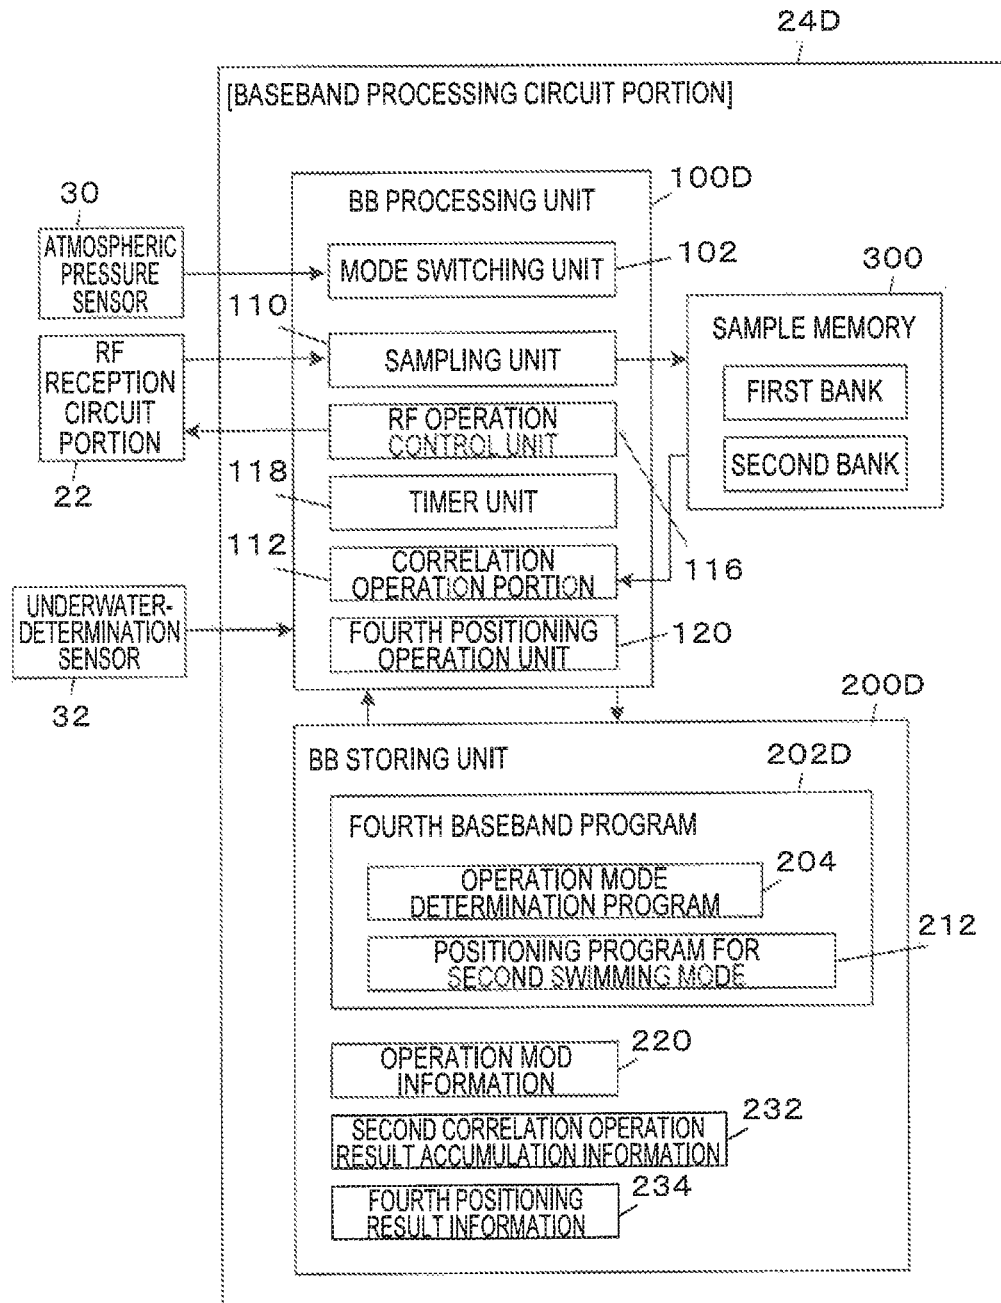 24D
[BASEBAND PROCESSING CIRCUIT PORTION]
100D
BB PROCESSING UNIT
30
ATMOSPHERIC
PRESSURE
SENSOR
MODE SWITCHING UNIT
102
300
110
SAMPLE MEMORY
RF
RECEPTION
CIRCUIT
PORTION
SAMPLING UNIT
FIRST BANK
RF OPERATION
CONTROL UNIT
SECOND BANK
22
118
TIMER UNIT
112
CORRELATION
OPERATION PORTION
116
UNDERWATER-
DETERMINATION
SENSOR
FOURTH POSITIONING
OPERATION UNIT
120
32
200D
BB STORING UNIT
202D
FOURTH BASEBAND PROGRAM
OPERATION MODE
DETERMINATION PROGRAM
204
POSITIONING PROGRAM FOR
SECOND SWIMMING MODE
212
OPERATION MOD
INFORMATION
220
SECOND CORRELATION OPERATION
RESULT ACCUMULATION INFORMATION
232
FOURTH POSITIONING
RESULT INFORMATION
234